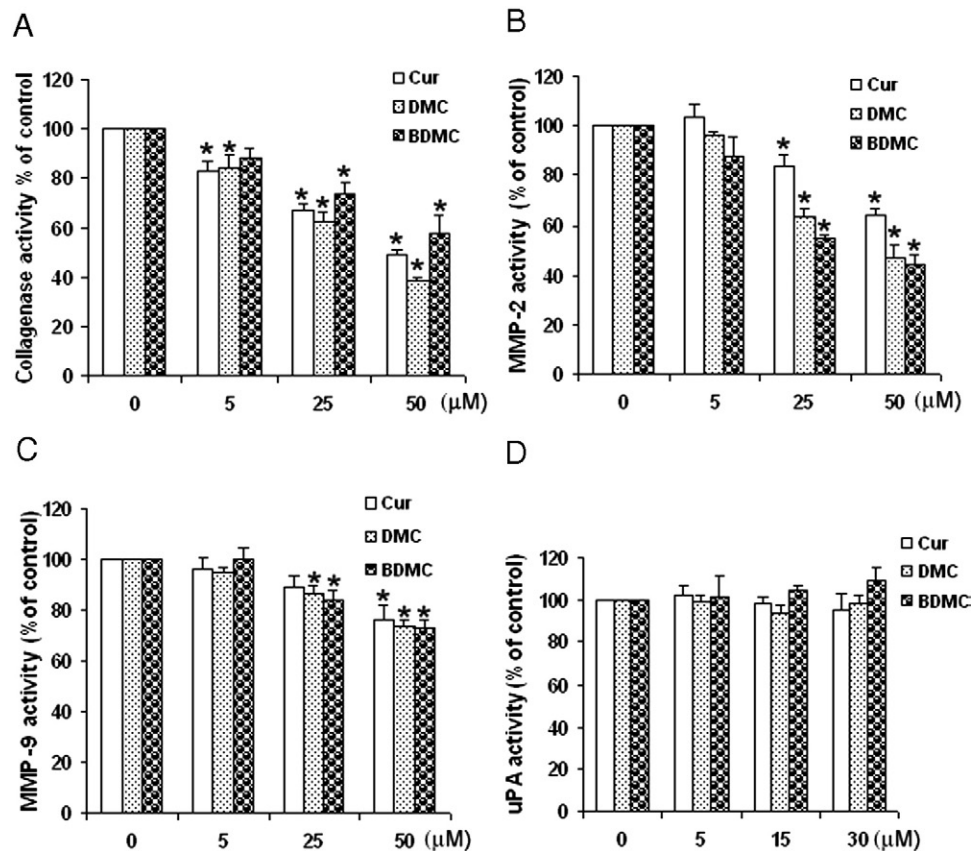 A
Collagenase activity % of control
120
100
80
60
40
20
0
Cur
DMC
BDMC
* *
* * *
* * *
0 5 25 50 (μM)
B
MMP-2 activity (% of control)
120
100
80
60
40
20
0
Cur
DMC
BDMC
* * *
* * *
0 5 25 50 (μM)
C
MMP-9 activity (% of control)
120
100
80
60
40
20
0
Cur
DMC
BDMC
* *
* * *
0 5 25 50 (μM)
D
uPA activity (% of control)
120
100
80
60
40
20
0
Cur
DMC
BDMC
0 5 15 30 (μM)